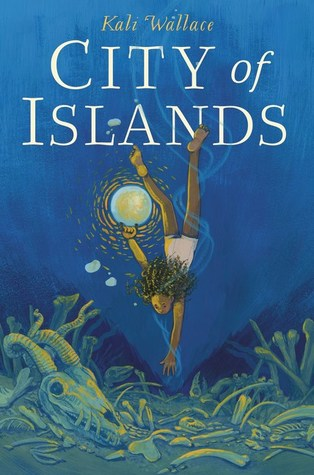 Kali Wallace
CITY of
ISLANDS